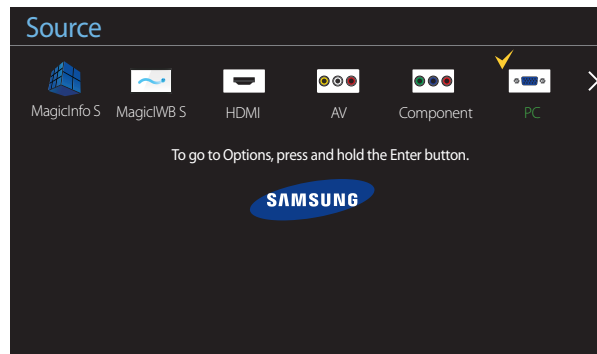 Source
MagicInfo S MagicIWB S HDMI AV Component PC
To go to Options, press and hold the Enter button.
SAMSUNG